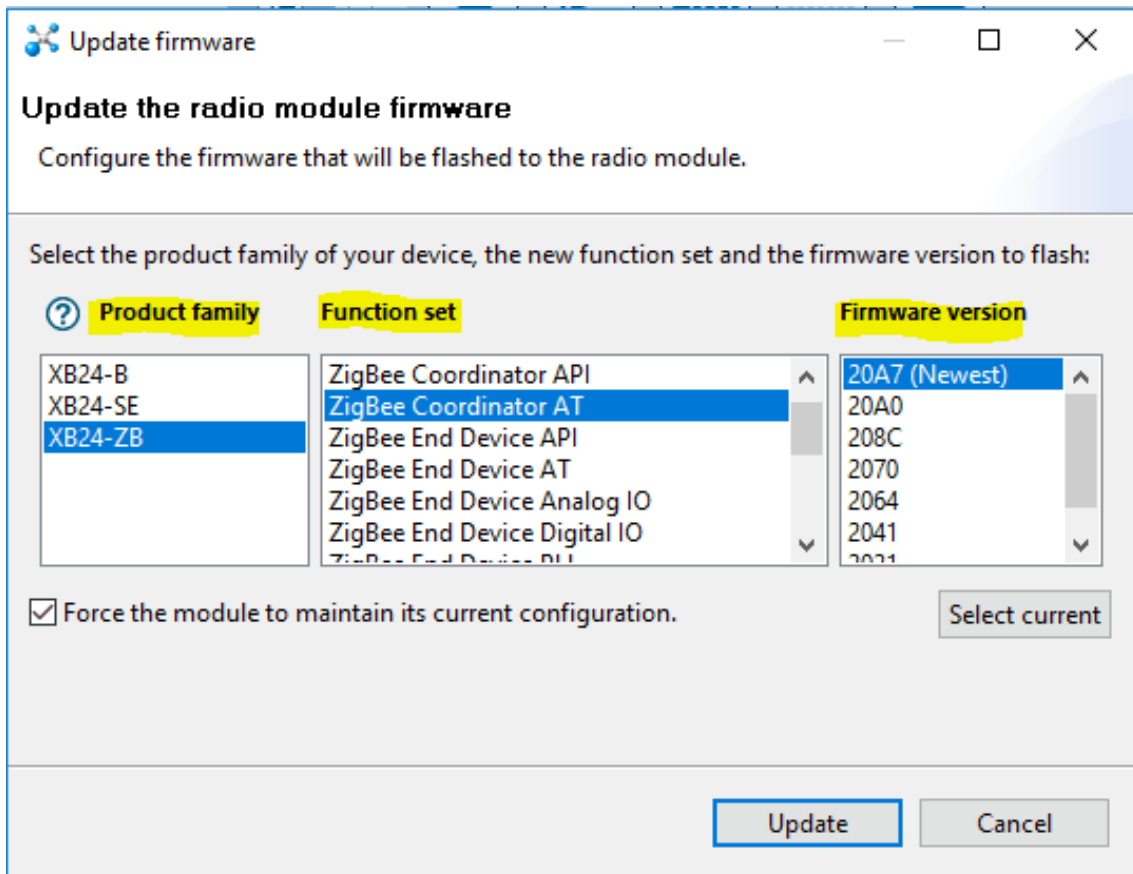 Update firmware
Update the radio module firmware
Configure the firmware that will be flashed to the radio module.
Select the product family of your device, the new function set and the firmware version to flash:
Product family
Function set
Firmware version
XB24-B
XB24-SE
XB24-ZB
ZigBee Coordinator API
ZigBee Coordinator AT
ZigBee End Device API
ZigBee End Device AT
ZigBee End Device Analog IO
ZigBee End Device Digital IO
20A7 (Newest)
20A0
208C
2070
2064
2041
Force the module to maintain its current configuration.
Select current
Update
Cancel